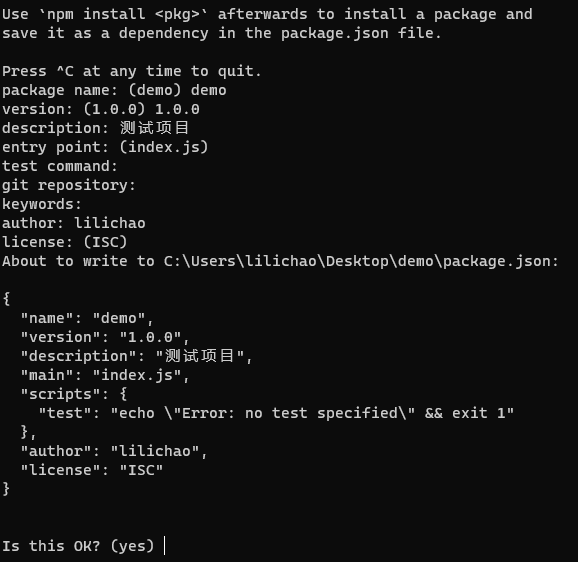 Use `npm install <pkg>` afterwards to install a package and
save it as a dependency in the package.json file.
Press ^C at any time to quit.
package name: (demo) demo
version: (1.0.0) 1.0.0
description: 测试项目
entry point: (index.js)
test command:
git repository:
keywords:
author: lilichao
license: (ISC)
About to write to C:\Users\lilichao\Desktop\demo\package.json:
{
  "name": "demo",
  "version": "1.0.0",
  "description": "测试项目",
  "main": "index.js",
  "scripts": {
    "test": "echo \"Error: no test specified\" && exit 1"
  },
  "author": "lilichao",
  "license": "ISC"
}
Is this OK? (yes)